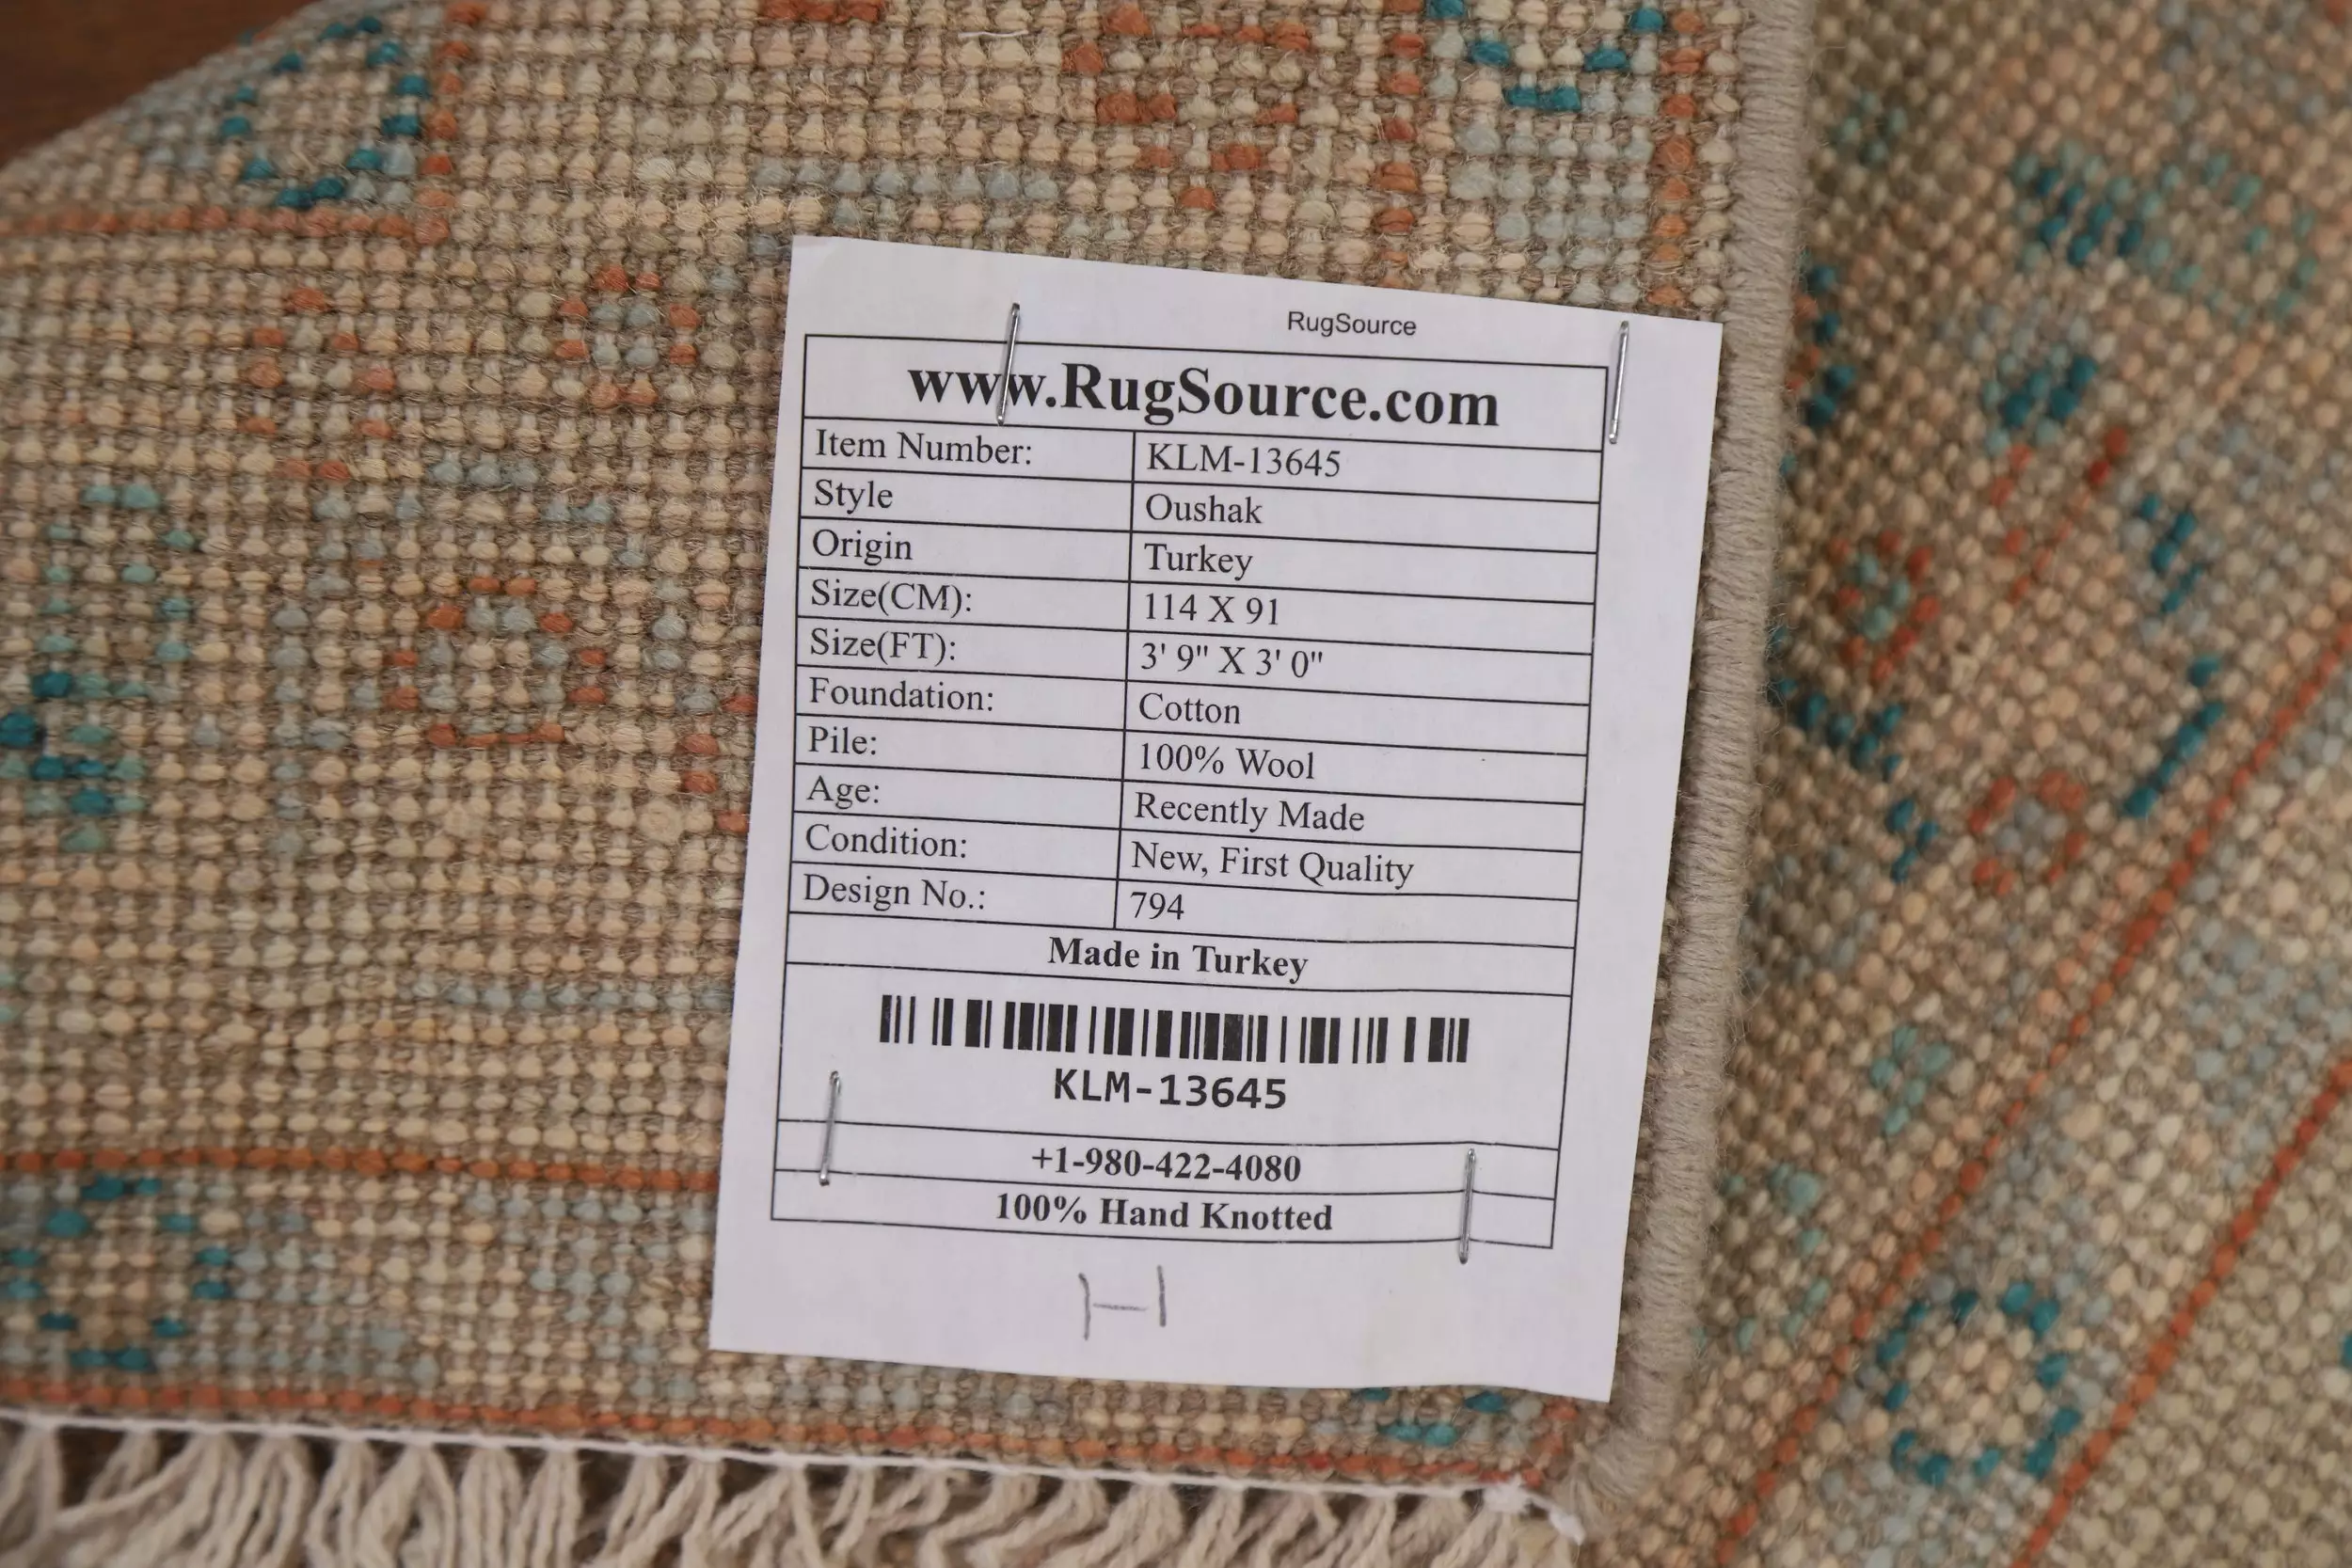 RugSource
www.RugSource.com
Item Number: KLM-13645
Style Oushak
Origin Turkey
Size(CM): 114 X 91
Size(FT): 3' 9" X 3' 0"
Foundation: Cotton
Pile: 100% Wool
Age: Recently Made
Condition: New, First Quality
Design No.: 794
Made in Turkey
KLM-13645
+1-980-422-4080
100% Hand Knotted
H